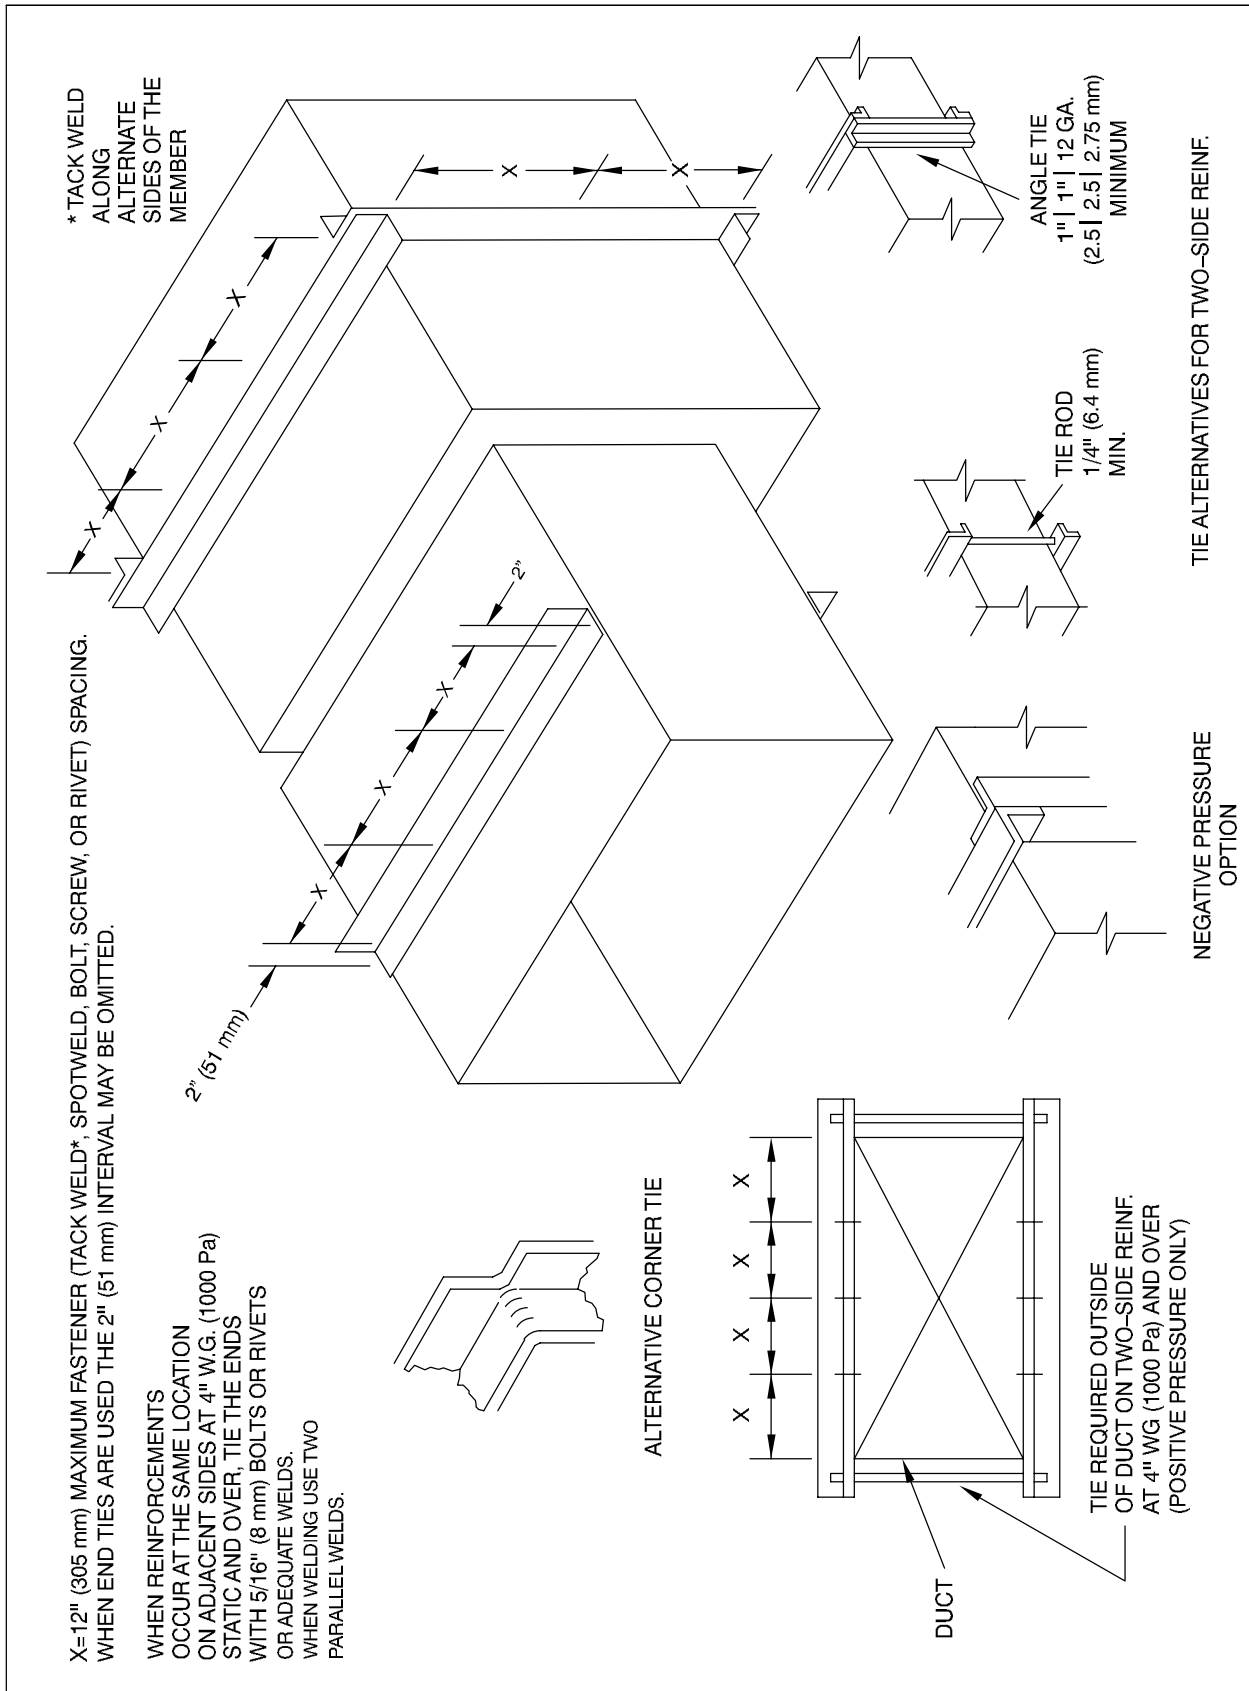 X=12" (305 mm) MAXIMUM FASTENER (TACK WELD*, SPOTWELD, BOLT, SCREW, OR RIVET) SPACING.
WHEN END TIES ARE USED THE 2" (51 mm) INTERVAL MAY BE OMITTED.
WHEN REINFORCEMENTS
OCCUR AT THE SAME LOCATION
ON ADJACENT SIDES AT 4" W.G. (1000 Pa)
STATIC AND OVER, TIE THE ENDS
WITH 5/16" (8 mm) BOLTS OR RIVETS
OR ADEQUATE WELDS.
WHEN WELDING USE TWO
PARALLEL WELDS.
* TACK WELD
ALONG
ALTERNATE
SIDES OF THE
MEMBER
X
X
X
X
X
2" (51 mm)
X
X
X
2"
ALTERNATIVE CORNER TIE
X
X
X
X
DUCT
TIE REQUIRED OUTSIDE
OF DUCT ON TWO–SIDE REINF.
AT 4" WG (1000 Pa) AND OVER
(POSITIVE PRESSURE ONLY)
NEGATIVE PRESSURE
OPTION
TIE ROD
1/4" (6.4 mm)
MIN.
ANGLE TIE
1" | 1" | 12 GA.
(2.5 | 2.5 | 2.75 mm)
MINIMUM
TIE ALTERNATIVES FOR TWO–SIDE REINF.